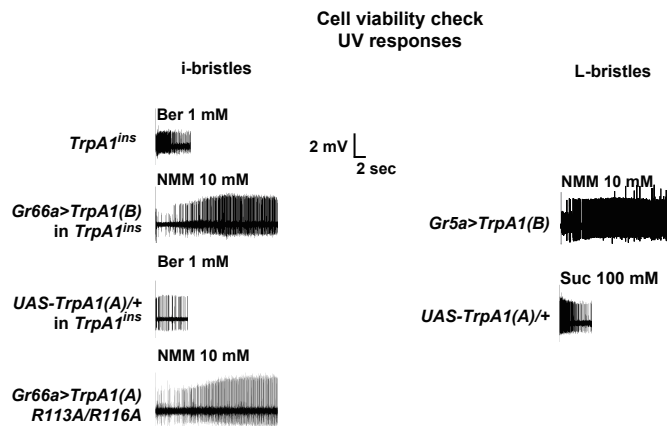 Cell viability check
UV responses
i-bristles
L-bristles
Ber 1 mM
TrpA1ins
2 mV
2 sec
NMM 10 mM
Gr66a>TrpA1(B)
in TrpA1ins
NMM 10 mM
Gr5a>TrpA1(B)
Ber 1 mM
UAS-TrpA1(A)/+
in TrpA1ins
Suc 100 mM
UAS-TrpA1(A)/+
NMM 10 mM
Gr66a>TrpA1(A)
R113A/R116A